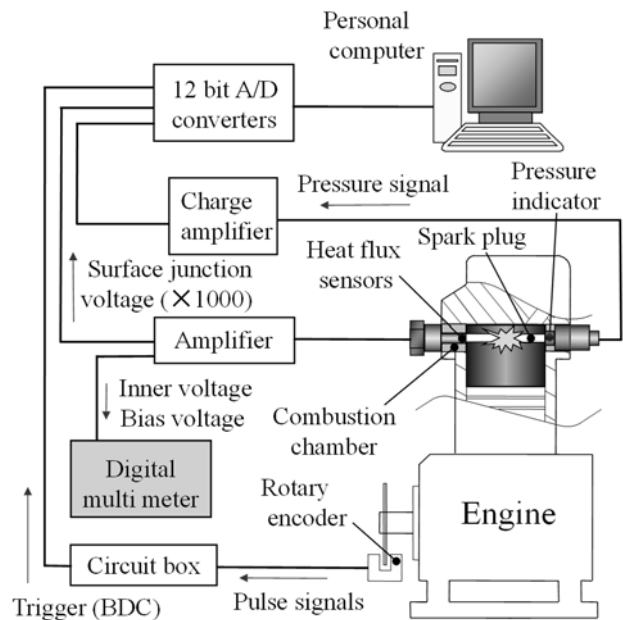 Personal
computer
12 bit A/D
converters
Pressure signal
Pressure
indicator
Charge
amplifier
Heat flux
sensors
Spark plug
Surface junction
voltage (×1000)
Amplifier
Inner voltage
Bias voltage
Combustion
chamber
Digital
multi meter
Rotary
encoder
Engine
Circuit box
Trigger (BDC)
Pulse signals